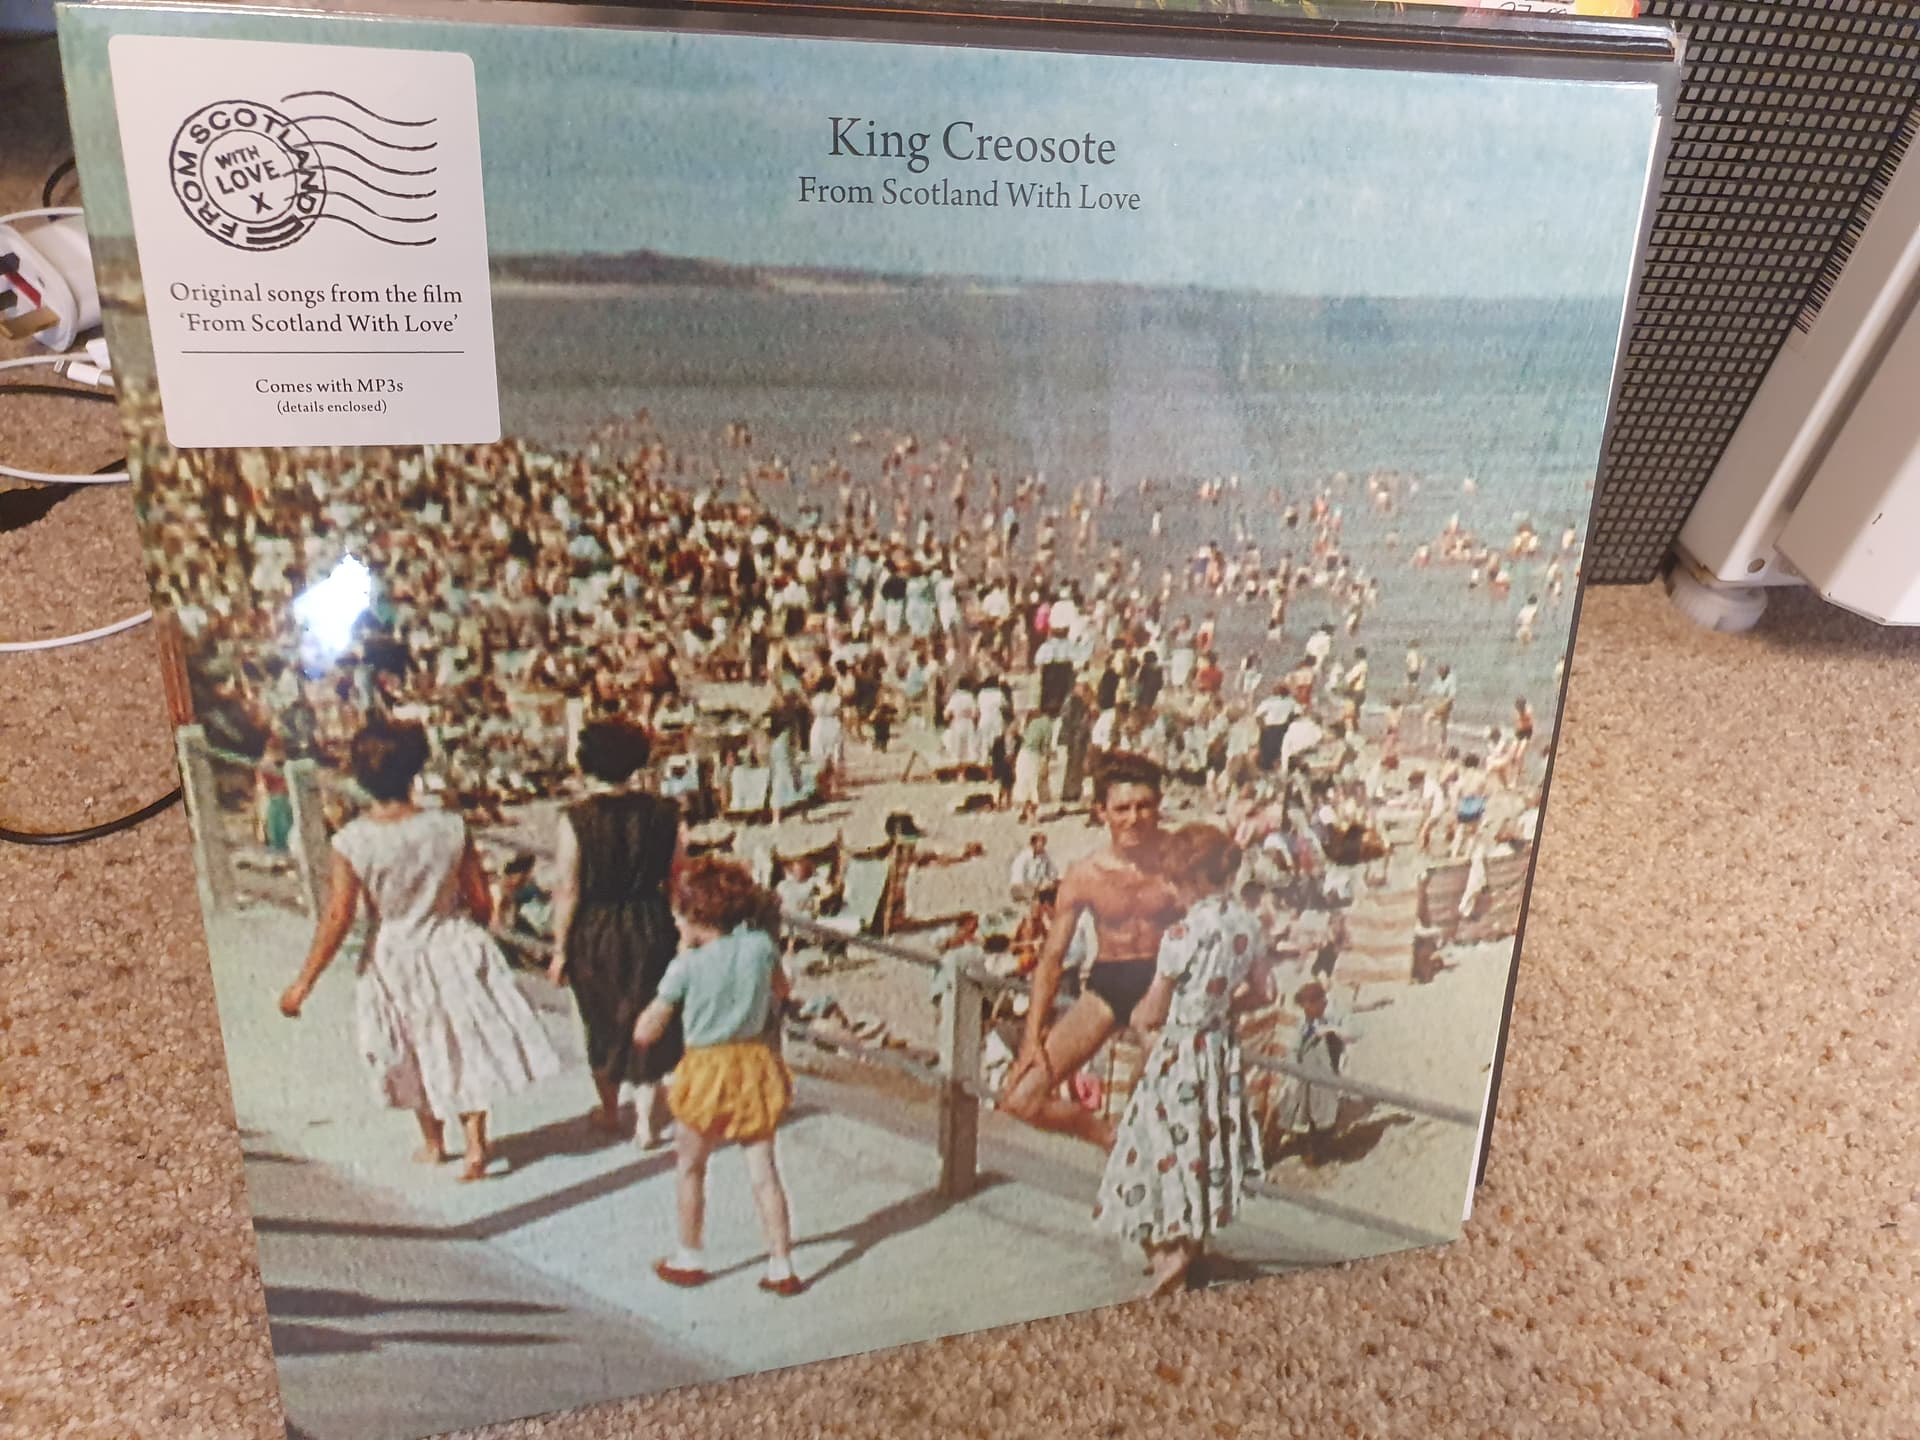 FROM SCOTLAND
WITH
LOVE
X
Original songs from the film
‘From Scotland With Love’
Comes with MP3s
(details enclosed)
King Creosote
From Scotland With Love